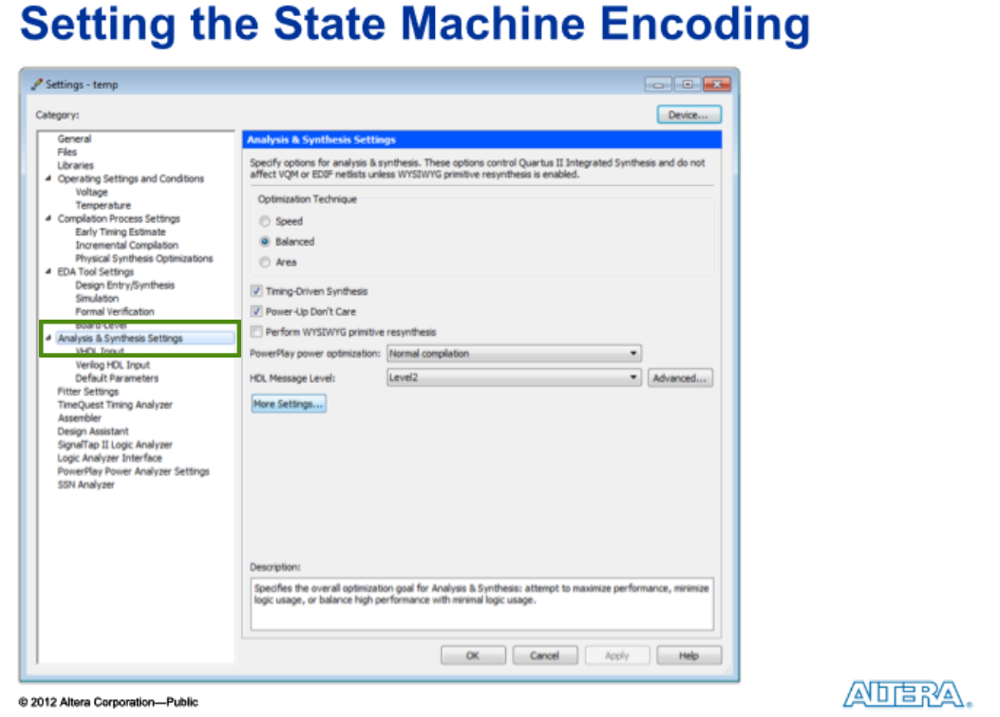 Setting the State Machine Encoding
Settings - temp
Category:
Device...
General
Files
Libraries
Operating Settings and Conditions
Voltage
Temperature
Compilation Process Settings
Early Timing Estimate
Incremental Compilation
Physical Synthesis Optimizations
EDA Tool Settings
Design Entry/Synthesis
Simulation
Formal Verification
Board-Level
Analysis & Synthesis Settings
VHDL Input
Verilog HDL Input
Default Parameters
Fitter Settings
TimeQuest Timing Analyzer
Assembler
Design Assistant
SignalTap II Logic Analyzer
Logic Analyzer Interface
PowerPlay Power Analyzer Settings
SSN Analyzer
Analysis & Synthesis Settings
Specify options for analysis & synthesis. These options control Quartus II Integrated Synthesis and do not
affect VQM or EDIF netlists unless WYSIWYG primitive resynthesis is enabled.
Optimization Technique
Speed
Balanced
Area
Timing-Driven Synthesis
Power-Up Don't Care
Perform WYSIWYG primitive resynthesis
PowerPlay power optimization: Normal compilation
HDL Message Level: Level2 Advanced...
More Settings...
Description:
Specifies the overall optimization goal for Analysis & Synthesis: attempt to maximize performance, minimize
logic usage, or balance high performance with minimal logic usage.
OK Cancel Apply Help
© 2012 Altera Corporation—Public
ALTERA®